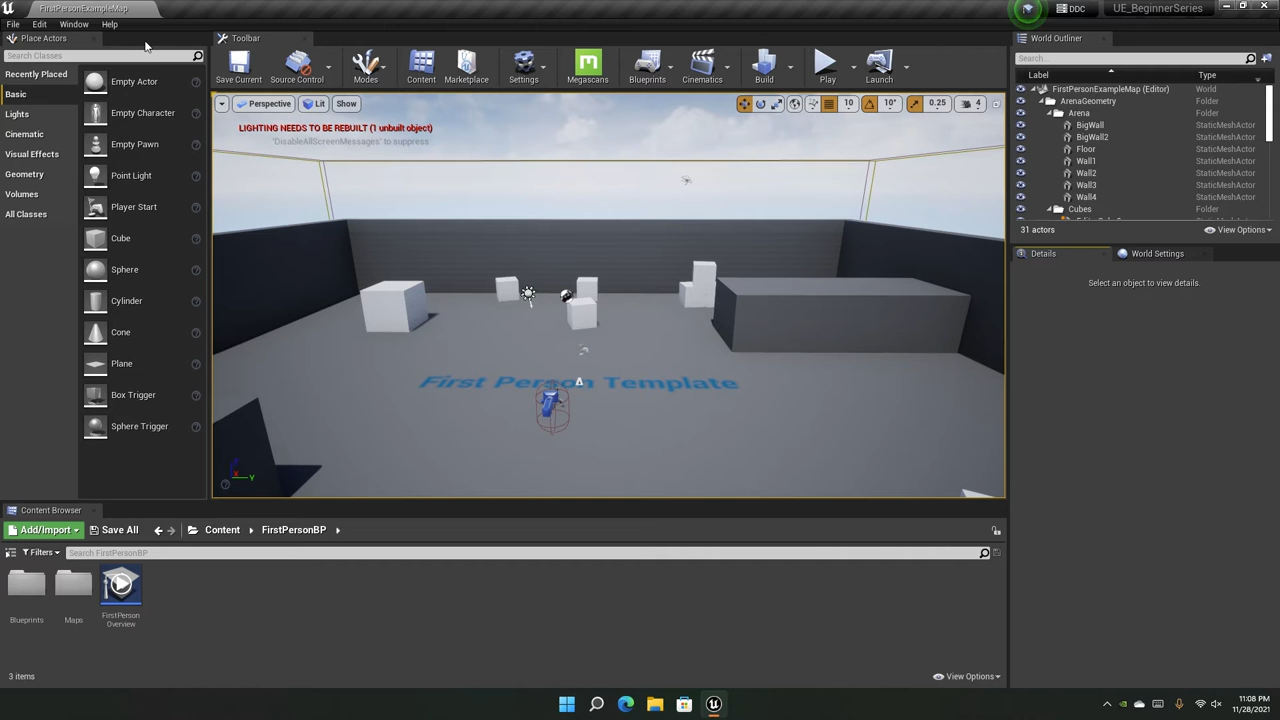 FirstPersonExampleMap
DDC
UE_BeginnerSeries
File Edit Window Help
Place Actors
Search Classes
Recently Placed
Basic
Lights
Cinematic
Visual Effects
Geometry
Volumes
All Classes
Empty Actor
Empty Character
Empty Pawn
Point Light
Player Start
Cube
Sphere
Cylinder
Cone
Plane
Box Trigger
Sphere Trigger
Toolbar
Save Current
Source Control
Modes
Content
Marketplace
Settings
Megascans
Blueprints
Cinematics
Build
Play
Launch
Perspective Lit Show 10 10° 0.25 4
LIGHTING NEEDS TO BE REBUILT (1 unbuilt object)
'DisableAllScreenMessages' to suppress
First Person Template
X Y
World Outliner
Search...
Label Type
FirstPersonExampleMap (Editor) World
ArenaGeometry Folder
Arena Folder
BigWall StaticMeshActor
BigWall2 StaticMeshActor
Floor StaticMeshActor
Wall1 StaticMeshActor
Wall2 StaticMeshActor
Wall3 StaticMeshActor
Wall4 StaticMeshActor
Cubes Folder
31 actors View Options
Details World Settings
Select an object to view details.
Content Browser
Add/Import Save All Content FirstPersonBP
Filters Search FirstPersonBP
Blueprints
Maps
FirstPerson
Overview
3 items View Options
11:08 PM
11/28/2021